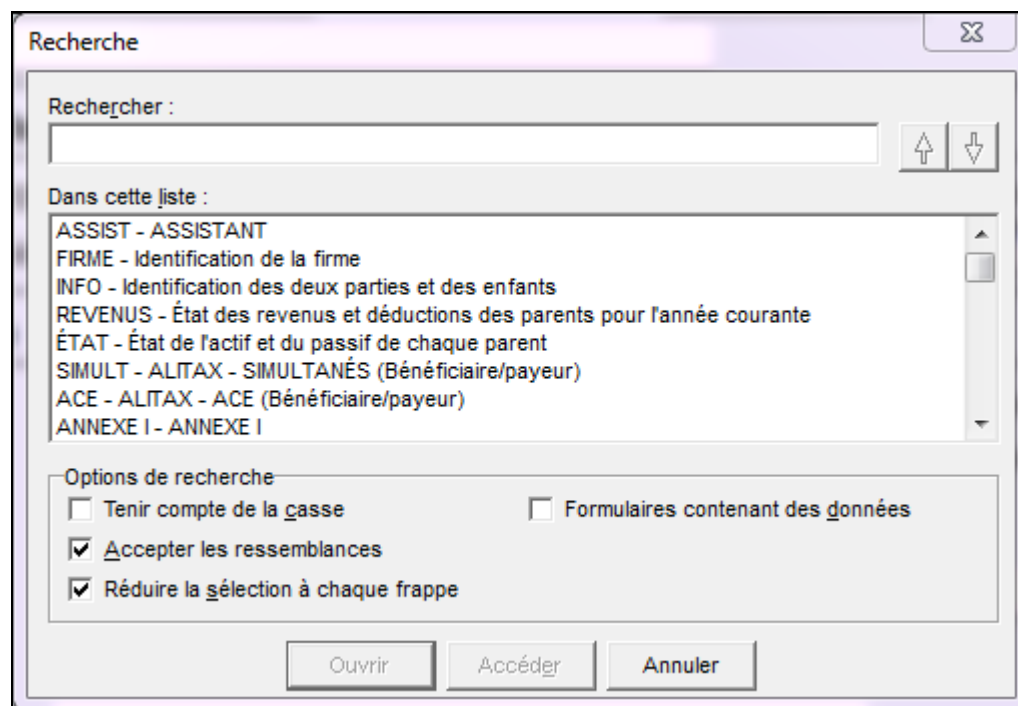 Recherche
Rechercher :
Dans cette liste :
ASSIST - ASSISTANT
FIRME - Identification de la firme
INFO - Identification des deux parties et des enfants
REVENUS - État des revenus et déductions des parents pour l'année courante
ÉTAT - État de l'actif et du passif de chaque parent
SIMULT - ALITAX - SIMULTANÉS (Bénéficiaire/payeur)
ACE - ALITAX - ACE (Bénéficiaire/payeur)
ANNEXE I - ANNEXE I
Options de recherche
Tenir compte de la casse
Formulaires contenant des données
Accepter les ressemblances
Réduire la sélection à chaque frappe
Ouvrir
Accéder
Annuler